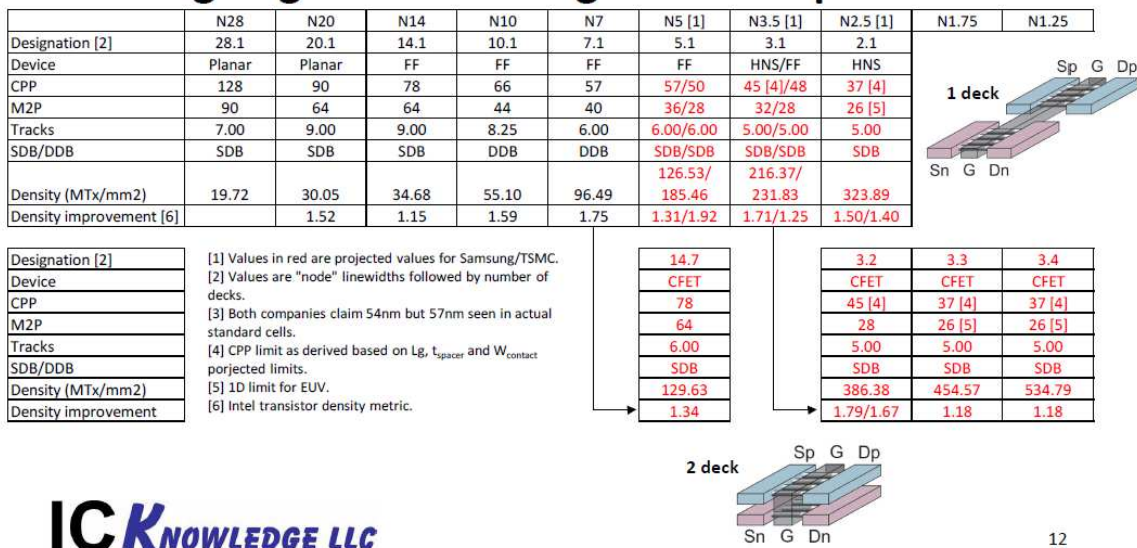 N28 N20 N14 N10 N7 N5 [1] N3.5 [1] N2.5 [1] N1.75 N1.25
Designation [2] 28.1 20.1 14.1 10.1 7.1 5.1 3.1 2.1
Device Planar Planar FF FF FF FF HNS/FF HNS
CPP 128 90 78 66 57 57/50 45 [4]/48 37 [4]
M2P 90 64 64 44 40 36/28 32/28 26 [5]
Tracks 7.00 9.00 9.00 8.25 6.00 6.00/6.00 5.00/5.00 5.00
SDB/DDB SDB SDB SDB DDB DDB SDB/SDB SDB/SDB SDB
126.53/ 216.37/
Density (MTx/mm2) 19.72 30.05 34.68 55.10 96.49 185.46 231.83 323.89
Density improvement [6] 1.52 1.15 1.59 1.75 1.31/1.92 1.71/1.25 1.50/1.40
1 deck
Sp G Dp
Sn G Dn
Designation [2] 14.7 3.2 3.3 3.4
Device CFET CFET CFET CFET
CPP 78 45 [4] 37 [4] 37 [4]
M2P 64 28 26 [5] 26 [5]
Tracks 6.00 5.00 5.00 5.00
SDB/DDB SDB SDB SDB SDB
Density (MTx/mm2) 129.63 386.38 454.57 534.79
Density improvement 1.34 1.79/1.67 1.18 1.18
[1] Values in red are projected values for Samsung/TSMC.
[2] Values are "node" linewidths followed by number of
decks.
[3] Both companies claim 54nm but 57nm seen in actual
standard cells.
[4] CPP limit as derived based on Lg, tspacer and Wcontact
porjected limits.
[5] 1D limit for EUV.
[6] Intel transistor density metric.
2 deck
Sp G Dp
Sn G Dn
IC KNOWLEDGE LLC
12